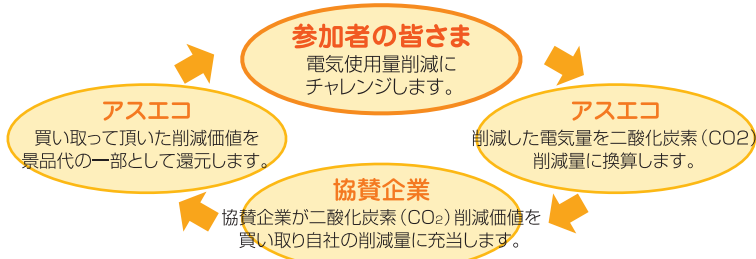 参加者の皆さま
電気使用量削減に
チャレンジします。
アスエコ
削減した電気量を二酸化炭素(CO2)
削減量に換算します。
協賛企業
協賛企業が二酸化炭素(CO₂)削減価値を
買い取り自社の削減量に充当します。
アスエコ
買い取って頂いた削減価値を
景品代の一部として還元します。